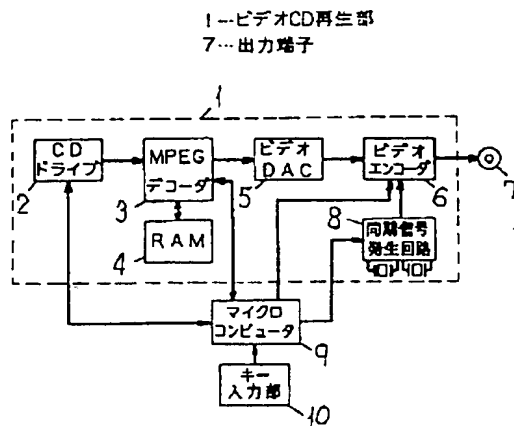 1…ビデオCD再生部
7…出力端子
1
CD
ドライブ
2
MPEG
デコーダ
3
RAM
4
ビデオ
DAC
5
ビデオ
エンコーダ
6
7
8
同期信号
発生回路
マイクロ
コンピュータ
9
キー
入力部
10